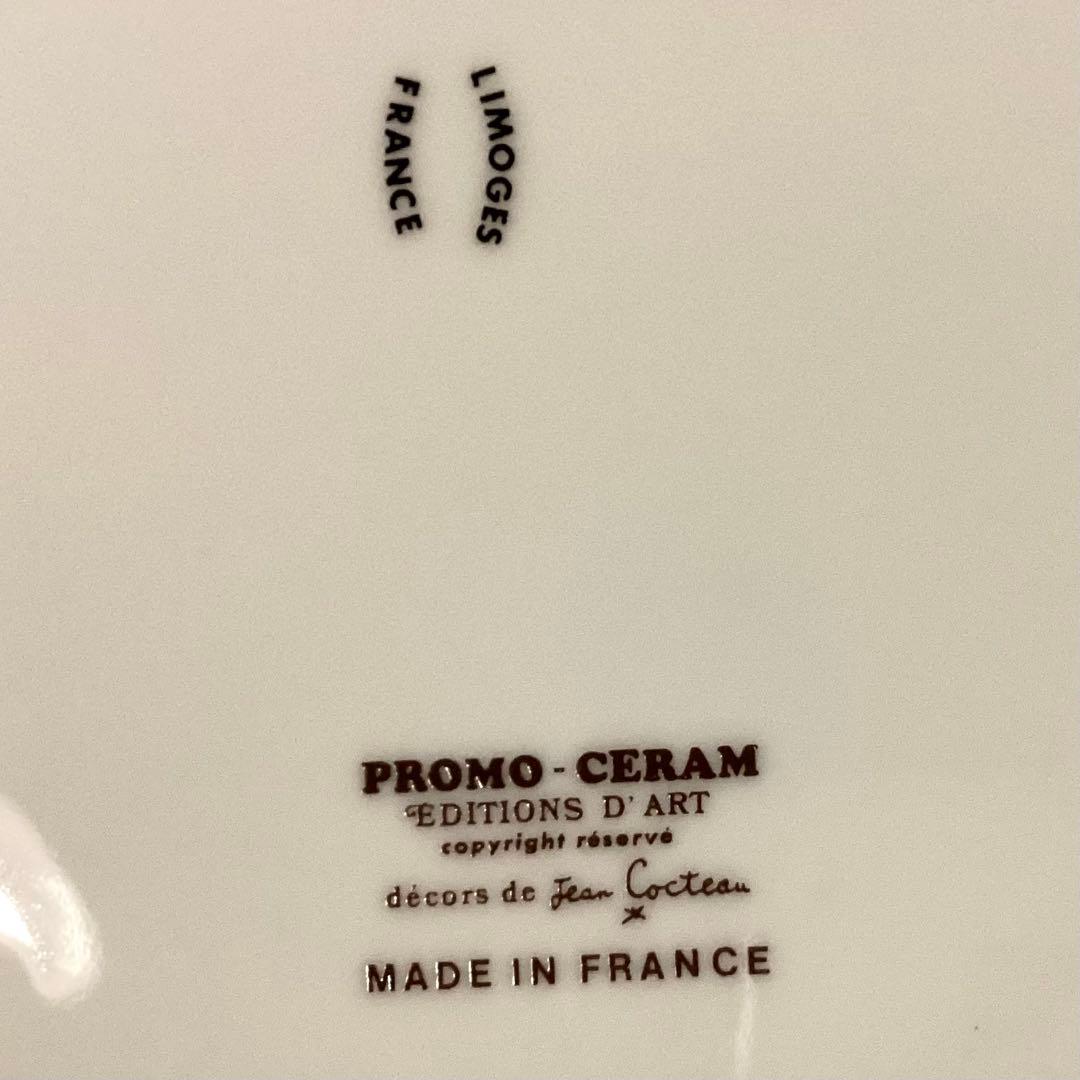 LIMOGES
FRANCE
PROMO - CERAM
EDITIONS D'ART
copyright réservé
décors de Jean Cocteau
MADE IN FRANCE